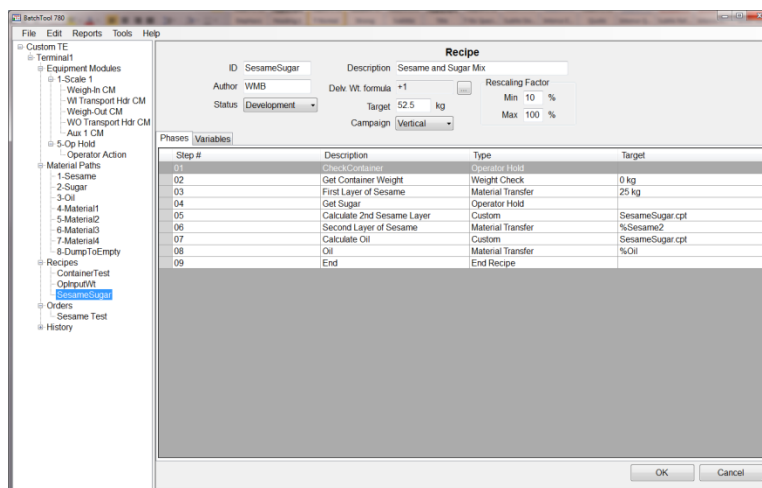 BatchTool 780
File Edit Reports Tools Help
Custom TE
Terminal1
Equipment Modules
1-Scale 1
Weigh-In CM
WI Transport Hdr CM
Weigh-Out CM
WO Transport Hdr CM
Aux 1 CM
5-Op Hold
Operator Action
Material Paths
1-Sesame
2-Sugar
3-Oil
4-Material1
5-Material2
6-Material3
7-Material4
8-DumpToEmpty
Recipes
ContainerTest
OpInputWt
SesameSugar
Orders
Sesame Test
History
Recipe
ID SesameSugar Description Sesame and Sugar Mix
Author WMB Delv. Wt. formula +1 ... Rescaling Factor
Min 10 %
Status Development Target 52.5 kg
Max 100 %
Campaign Vertical
Phases Variables
Step # Description Type Target
01 CheckContainer Operator Hold
02 Get Container Weight Weight Check 0 kg
03 First Layer of Sesame Material Transfer 25 kg
04 Get Sugar Operator Hold
05 Calculate 2nd Sesame Layer Custom SesameSugar.cpt
06 Second Layer of Sesame Material Transfer %Sesame2
07 Calculate Oil Custom SesameSugar.cpt
08 Oil Material Transfer %Oil
09 End End Recipe
OK Cancel